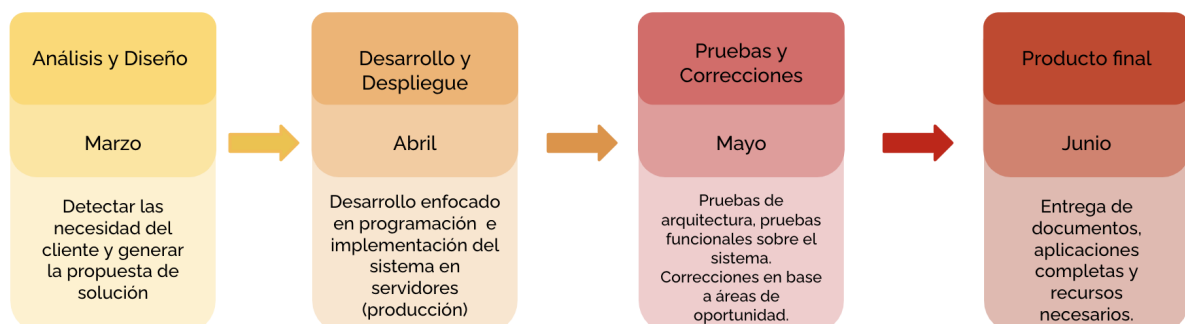 Análisis y Diseño
Marzo
Detectar las
necesidad del
cliente y generar
la propuesta de
solución
Desarrollo y
Despliegue
Abril
Desarrollo enfocado
en programación e
implementación del
sistema en
servidores
(producción)
Pruebas y
Correcciones
Mayo
Pruebas de
arquitectura, pruebas
funcionales sobre el
sistema.
Correcciones en base
a áreas de
oportunidad.
Producto final
Junio
Entrega de
documentos,
aplicaciones
completas y
recursos
necesarios.